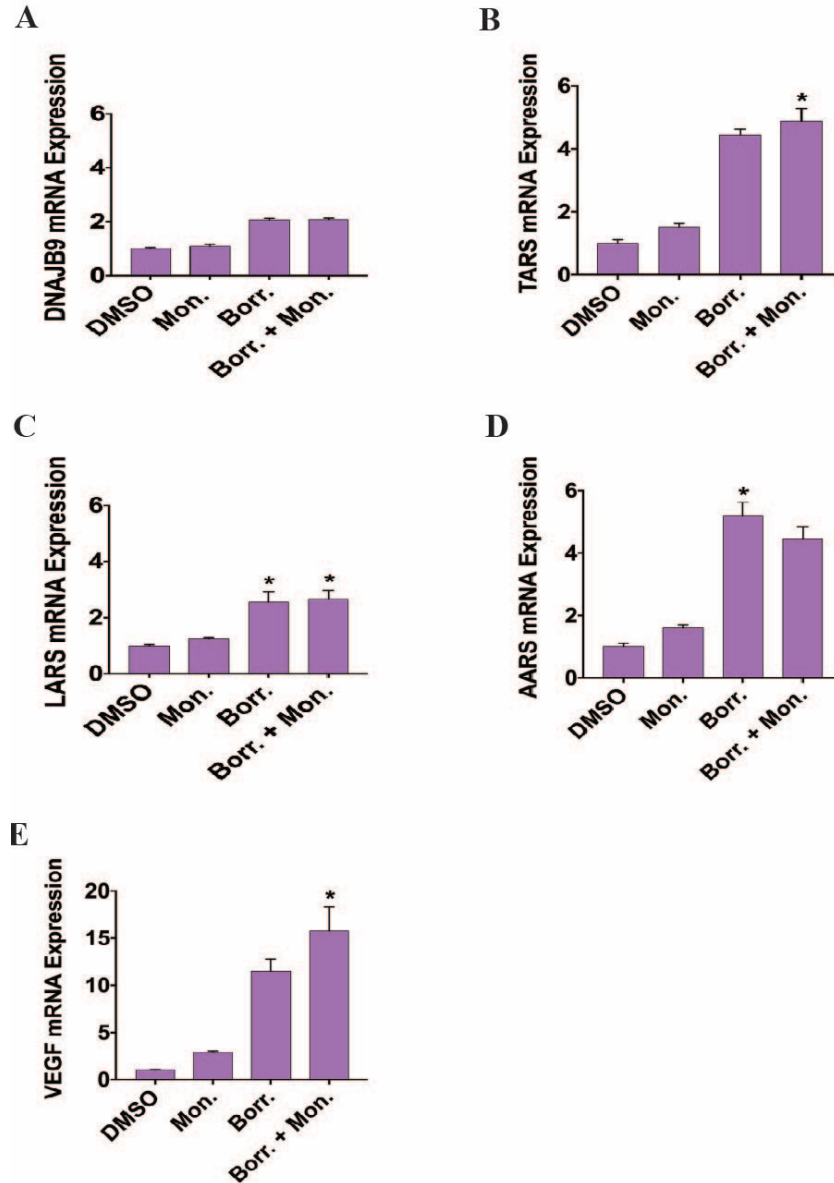 A
DNAJB9 mRNA Expression
6
4
2
0
DMSO
Mon.
Borr.
Borr. + Mon.
B
TARS mRNA Expression
6
4
2
0
*
DMSO
Mon.
Borr.
Borr. + Mon.
C
LARS mRNA Expression
6
4
2
0
*
*
DMSO
Mon.
Borr.
Borr. + Mon.
D
AARS mRNA Expression
6
4
2
0
*
DMSO
Mon.
Borr.
Borr. + Mon.
E
VEGF mRNA Expression
20
15
10
5
0
*
DMSO
Mon.
Borr.
Borr. + Mon.